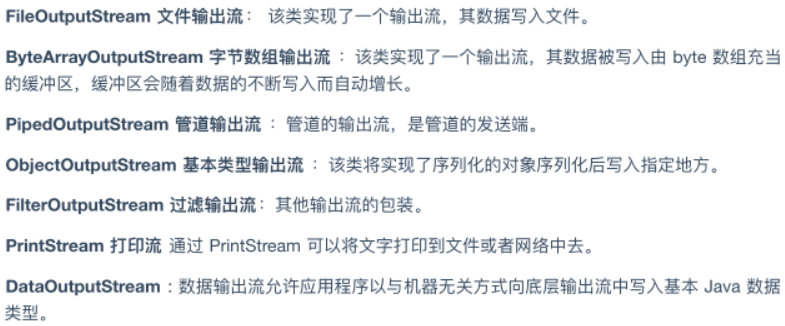 FileOutputStream 文件输出流： 该类实现了一个输出流，其数据写入文件。
ByteArrayOutputStream 字节数组输出流 ：该类实现了一个输出流，其数据被写入由 byte 数组充当
的缓冲区，缓冲区会随着数据的不断写入而自动增长。
PipedOutputStream 管道输出流 ：管道的输出流，是管道的发送端。
ObjectOutputStream 基本类型输出流 ：该类将实现了序列化的对象序列化后写入指定地方。
FilterOutputStream 过滤输出流：其他输出流的包装。
PrintStream 打印流 通过 PrintStream 可以将文字打印到文件或者网络中去。
DataOutputStream : 数据输出流允许应用程序以与机器无关方式向底层输出流中写入基本 Java 数据
类型。